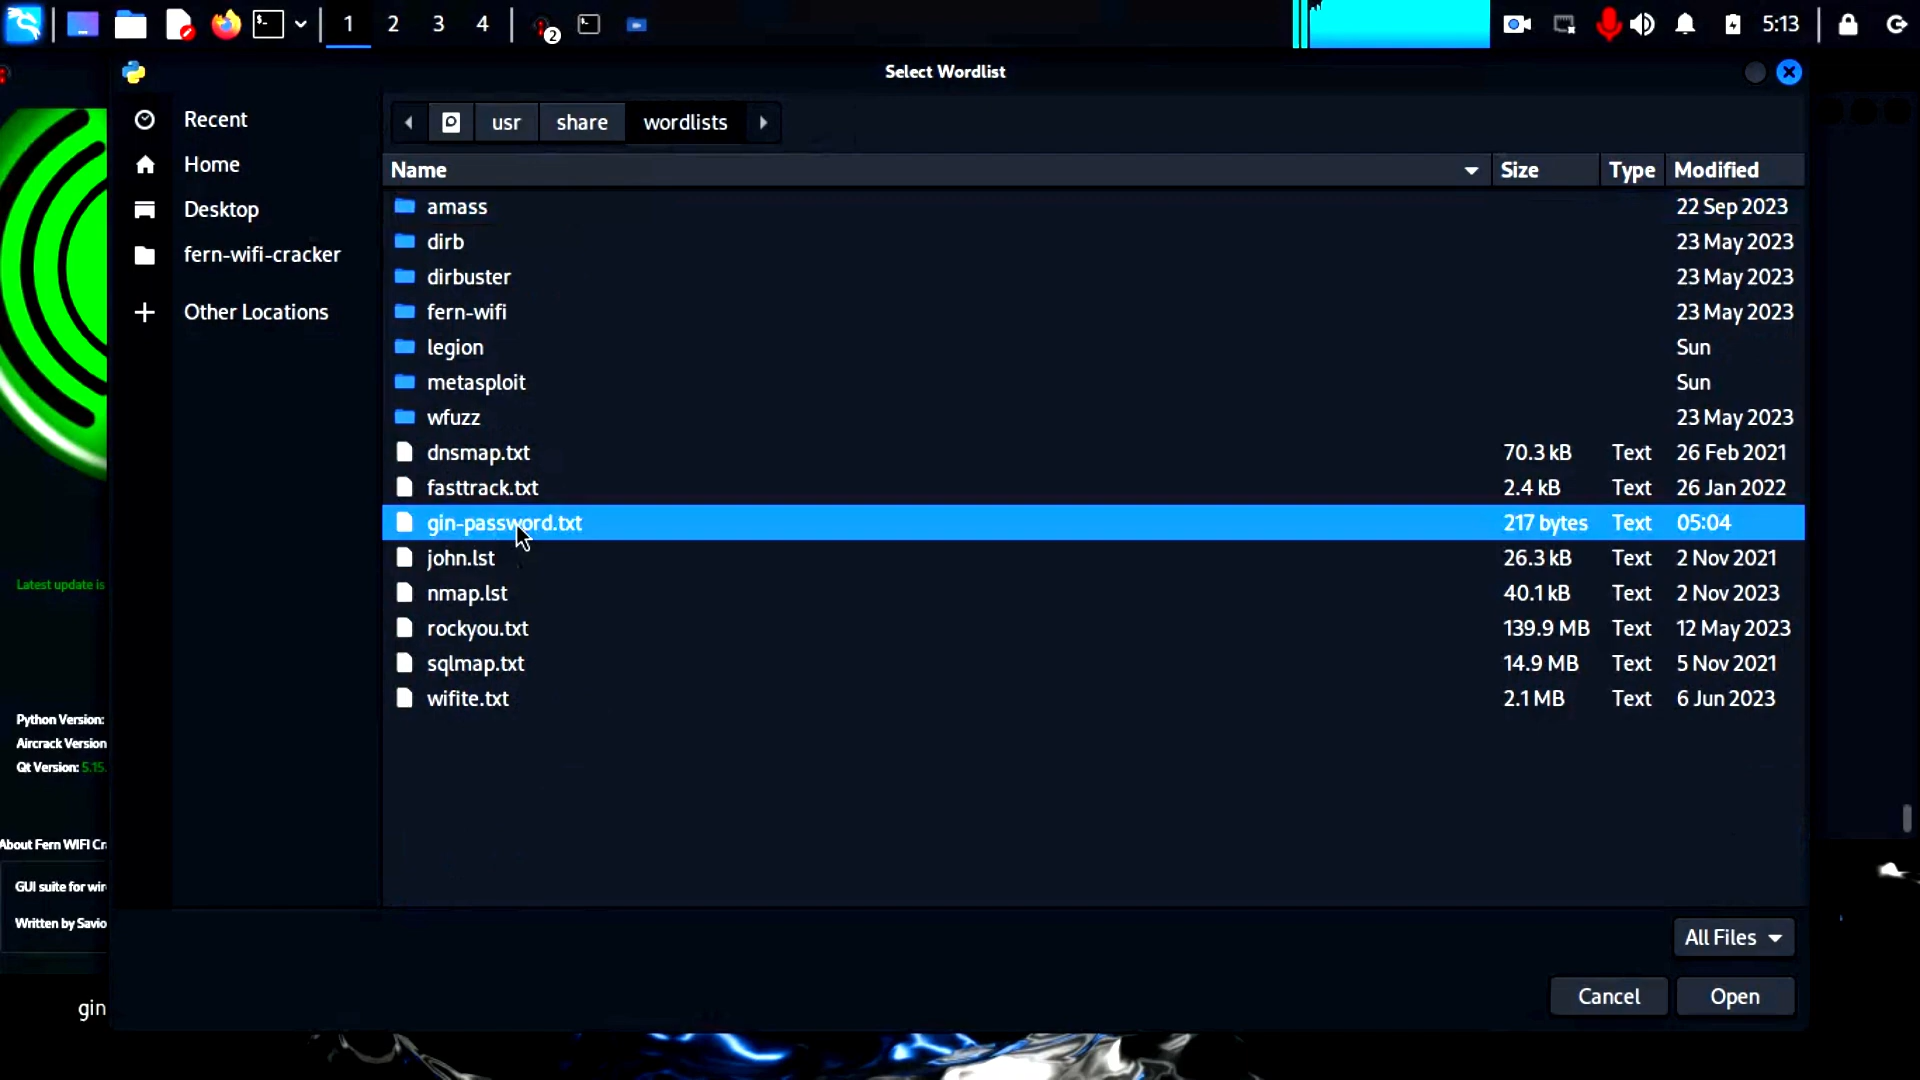 1 2 3 4 2 5:13
Select Wordlist
Recent
Home
Desktop
fern-wifi-cracker
Other Locations
usr share wordlists
Name Size Type Modified
amass 22 Sep 2023
dirb 23 May 2023
dirbuster 23 May 2023
fern-wifi 23 May 2023
legion Sun
metasploit Sun
wfuzz 23 May 2023
dnsmap.txt 70.3 kB Text 26 Feb 2021
fasttrack.txt 2.4 kB Text 26 Jan 2022
gin-password.txt 217 bytes Text 05:04
john.lst 26.3 kB Text 2 Nov 2021
nmap.lst 40.1 kB Text 2 Nov 2023
rockyou.txt 139.9 MB Text 12 May 2023
sqlmap.txt 14.9 MB Text 5 Nov 2021
wifite.txt 2.1 MB Text 6 Jun 2023
Latest update is
Python Version:
Aircrack Version
Qt Version: 5.15.
About Fern WIFI Cr
GUI suite for wir
Written by Savio
gin
All Files
Cancel Open